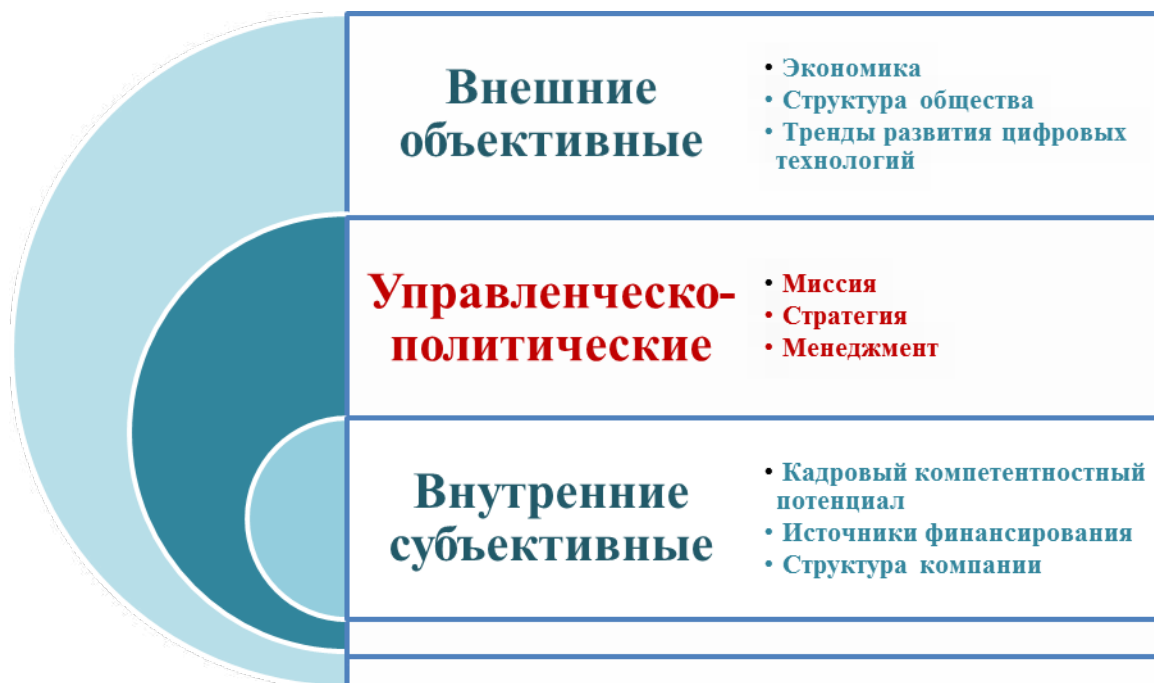 Внешние
объективные
• Экономика
• Структура общества
• Тренды развития цифровых
технологий
Управленческо-
политические
• Миссия
• Стратегия
• Менеджмент
Внутренние
субъективные
• Кадровый компетентностный
потенциал
• Источники финансирования
• Структура компании